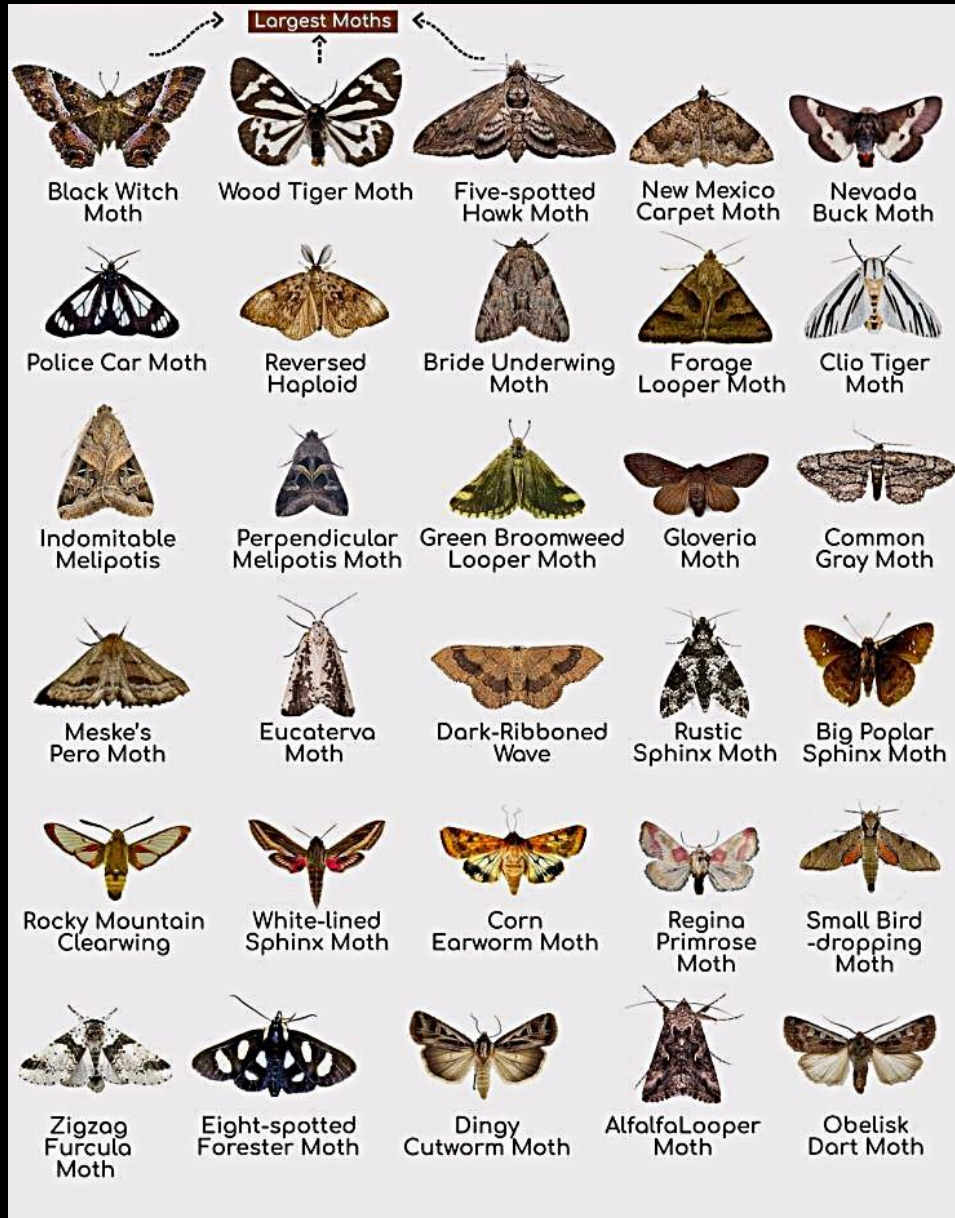 Largest Moths
Black Witch
Moth
Wood Tiger Moth
Five-spotted
Hawk Moth
New Mexico
Carpet Moth
Nevada
Buck Moth
Police Car Moth
Reversed
Haploid
Bride Underwing
Moth
Forage
Looper Moth
Clio Tiger
Moth
Indomitable
Melipotis
Perpendicular
Melipotis Moth
Green Broomweed
Looper Moth
Gloveria
Moth
Common
Gray Moth
Meske's
Pero Moth
Eucaterva
Moth
Dark-Ribboned
Wave
Rustic
Sphinx Moth
Big Poplar
Sphinx Moth
Rocky Mountain
Clearwing
White-lined
Sphinx Moth
Corn
Earworm Moth
Regina
Primrose
Moth
Small Bird
-dropping
Moth
Zigzag
Furcula
Moth
Eight-spotted
Forester Moth
Dingy
Cutworm Moth
AlfalfaLooper
Moth
Obelisk
Dart Moth